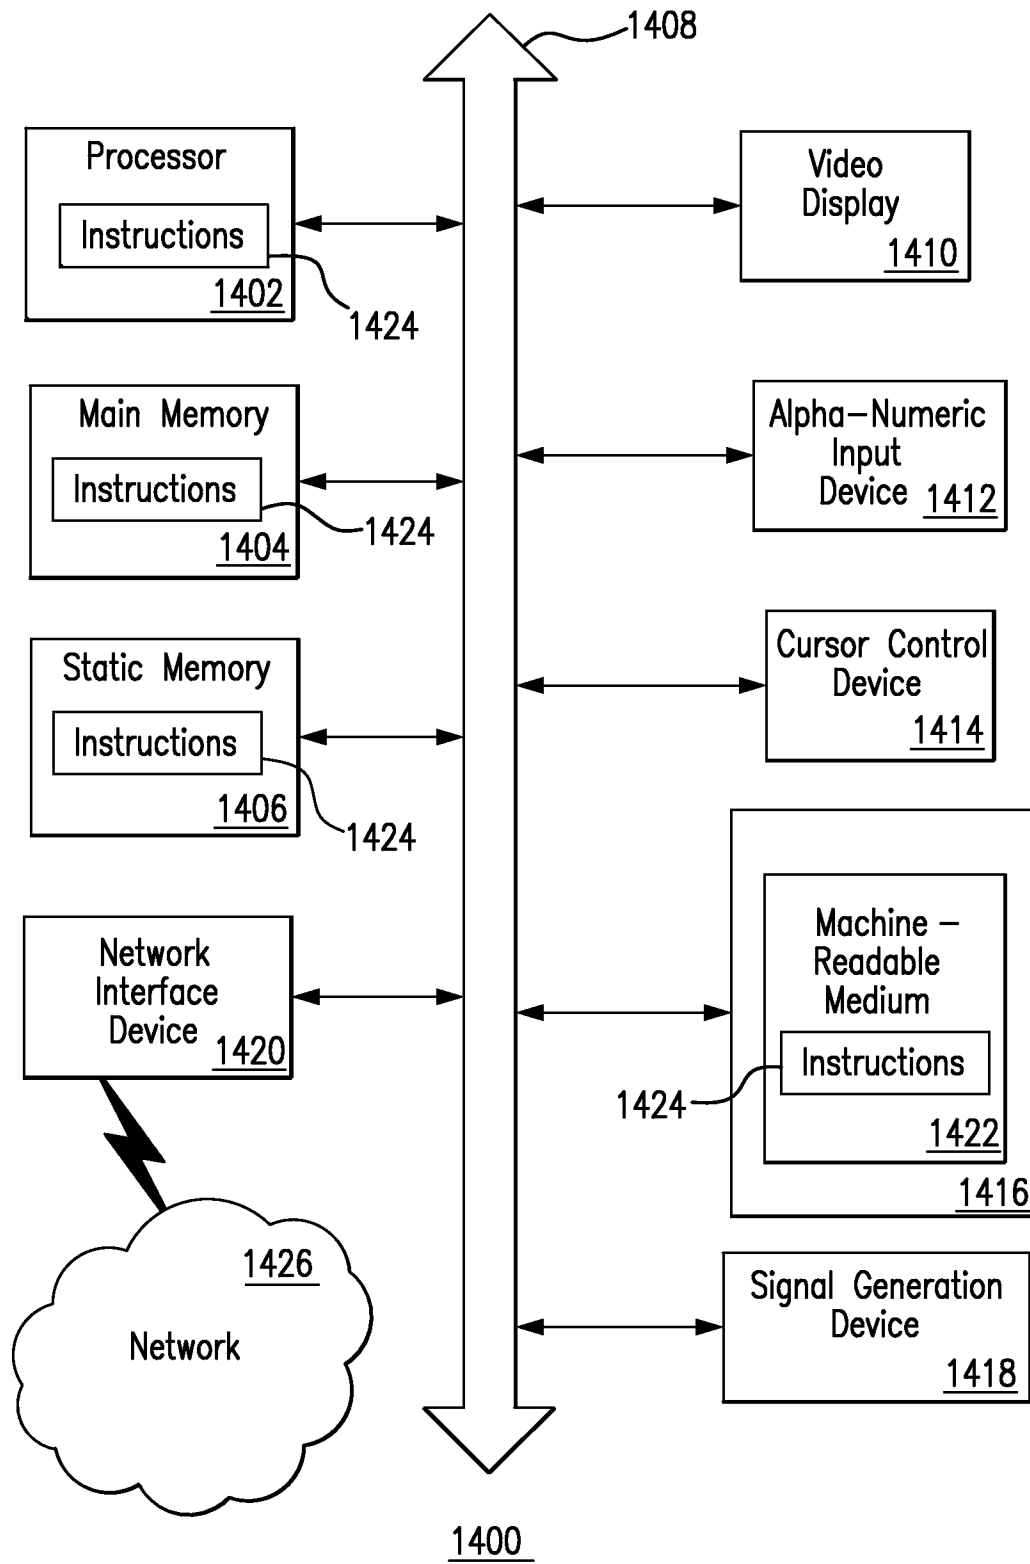 1408
Processor
Instructions
1402
1424
Main Memory
Instructions
1404
1424
Static Memory
Instructions
1406
1424
Network
Interface
Device
1420
1426
Network
Video
Display
1410
Alpha-Numeric
Input
Device
1412
Cursor Control
Device
1414
Machine-
Readable
Medium
Instructions
1424
1422
1416
Signal Generation
Device
1418
1400